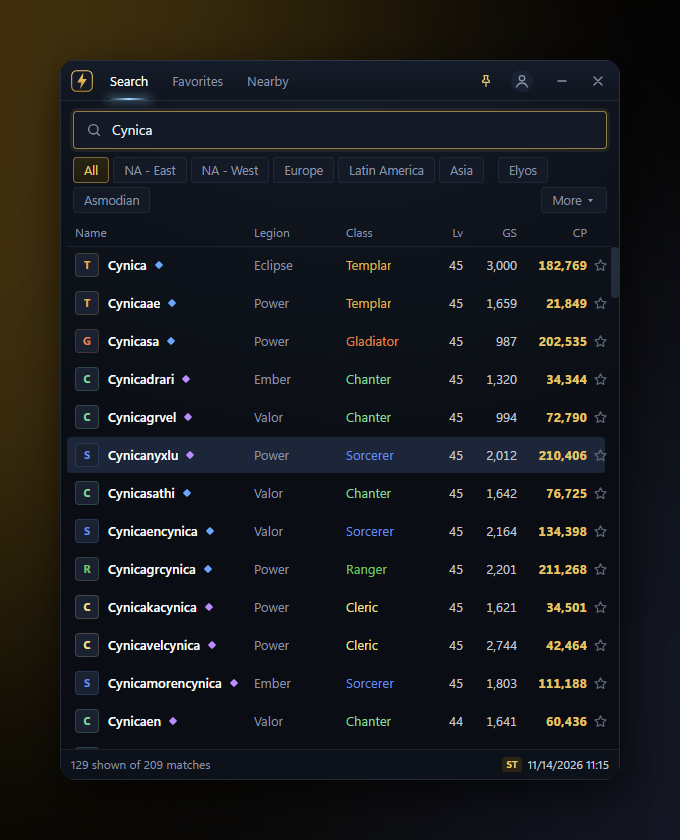 Search Favorites Nearby
Cynica
All NA - East NA - West Europe Latin America Asia Elyos
Asmodian More
Name Legion Class Lv GS CP
T Cynica Eclipse Templar 45 3,000 182,769
T Cynicaae Power Templar 45 1,659 21,849
G Cynicasa Power Gladiator 45 987 202,535
C Cynicadrari Ember Chanter 45 1,320 34,344
C Cynicagrvel Valor Chanter 45 994 72,790
S Cynicanyxlu Power Sorcerer 45 2,012 210,406
C Cynicasathi Valor Chanter 45 1,642 76,725
S Cynicaencynica Valor Sorcerer 45 2,164 134,398
R Cynicagrcynica Power Ranger 45 2,201 211,268
C Cynicakacynica Power Cleric 45 1,621 34,501
C Cynicavelcynica Power Cleric 45 2,744 42,464
S Cynicamorencynica Ember Sorcerer 45 1,803 111,188
C Cynicaen Valor Chanter 44 1,641 60,436
129 shown of 209 matches ST 11/14/2026 11:15